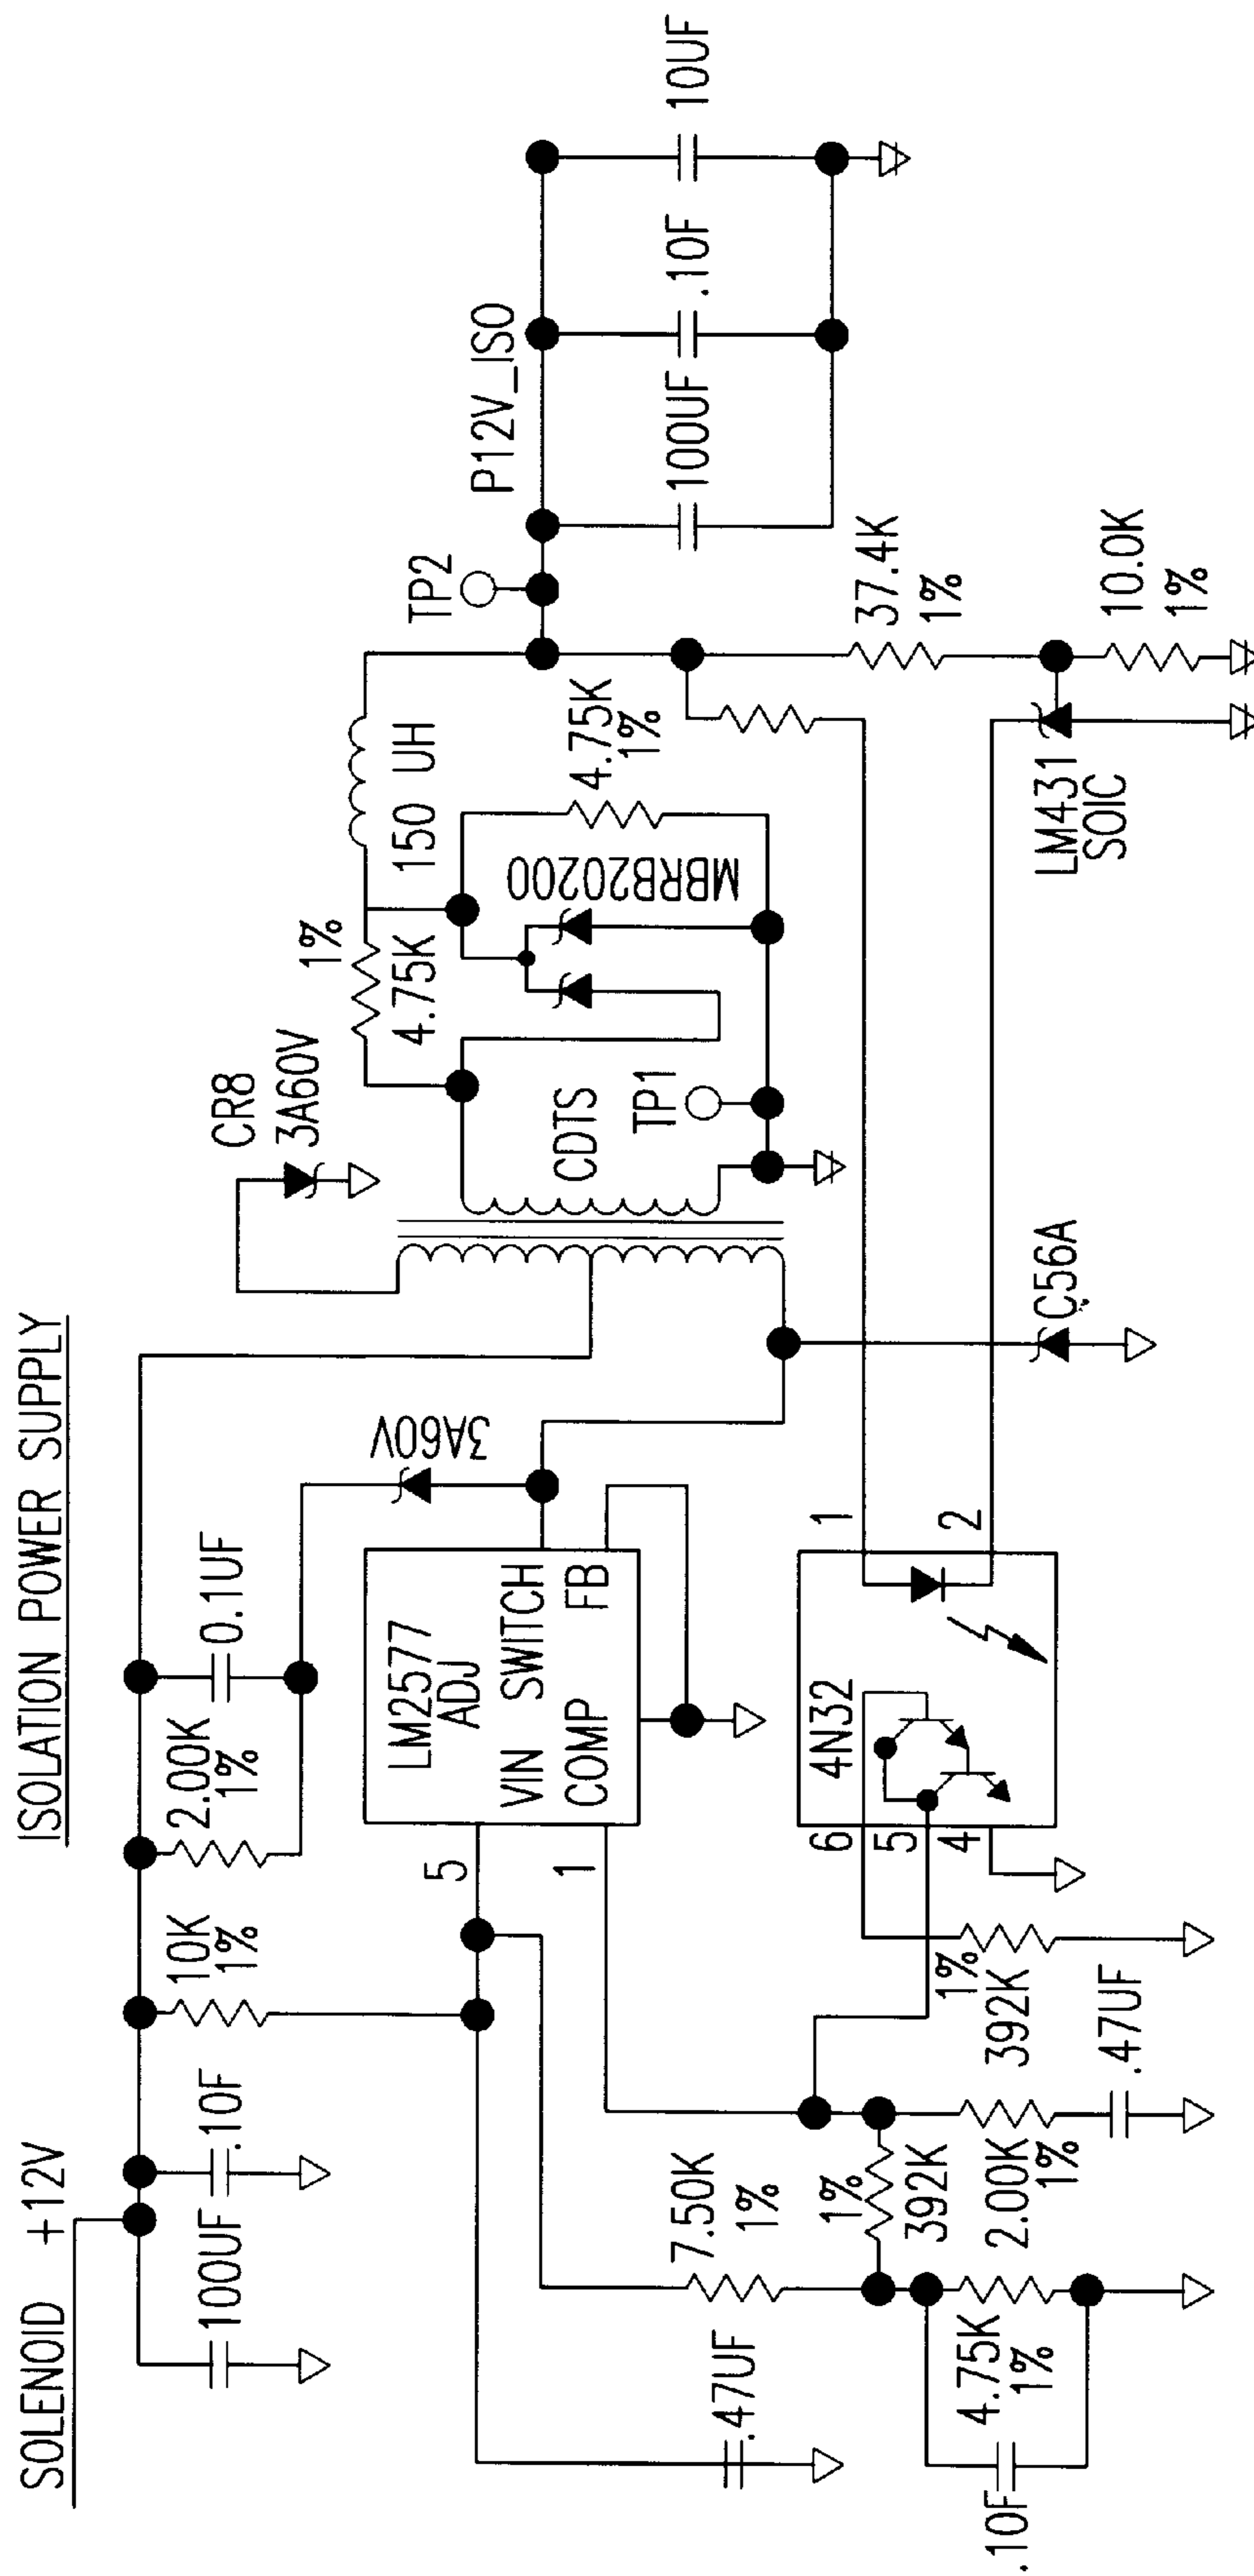 ISOLATION POWER SUPPLY
SOLENOID +12V
100UF
.10F
10K
1%
2.00K
1%
0.1UF
3A60V
CR8
3A60V
1%
4.75K
150 UH
TP2
P12V_ISO
100UF
.10F
10UF
LM2577
ADJ
VIN SWITCH
COMP FB
5
1
CDTS
TP1
MBRB20200
4.75K
1%
37.4K
1%
10.0K
1%
LM431
SOIC
C56A
4N32
6
5
4
1
2
1%
392K
.47UF
7.50K
1%
1%
392K
2.00K
1%
.47UF
4.75K
1%
.10F